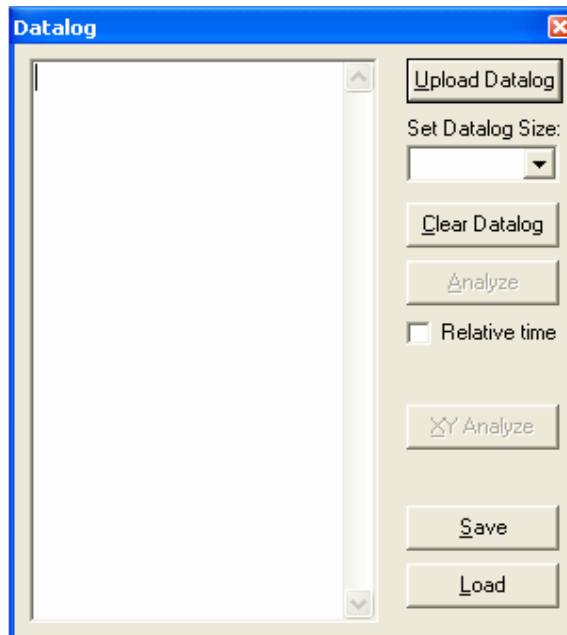 Datalog
Upload Datalog
Set Datalog Size:
Clear Datalog
Analyze
Relative time
XY Analyze
Save
Load